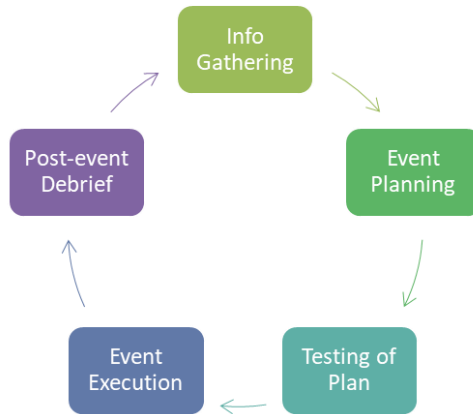 Info
Gathering
Event
Planning
Testing of
Plan
Event
Execution
Post-event
Debrief